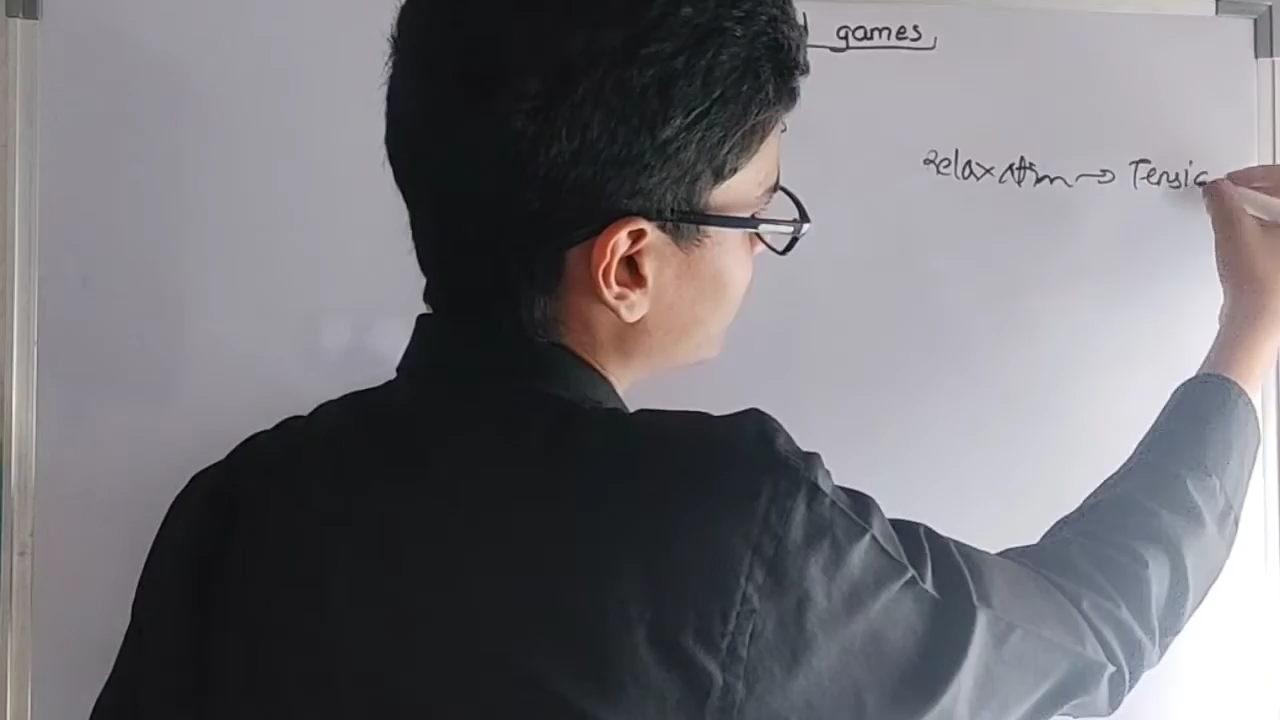 games
Relaxation → Tensio